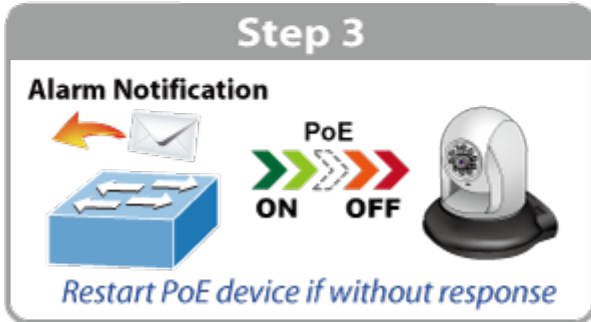 Step 3
Alarm Notification
PoE
ON OFF
Restart PoE device if without response